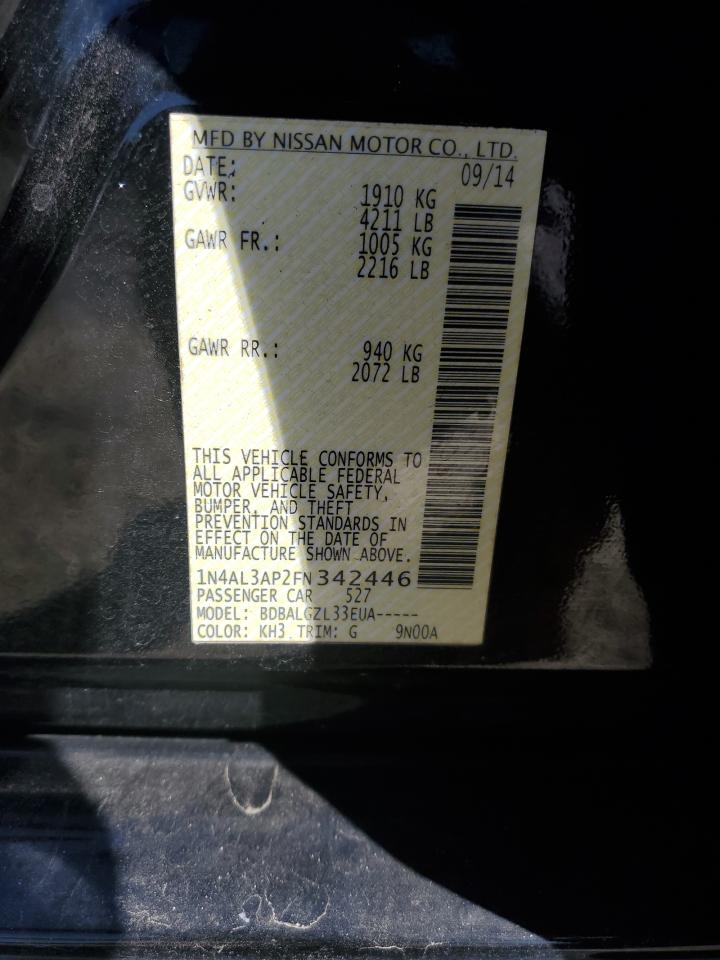 MFD BY NISSAN MOTOR CO., LTD.
DATE: 09/14
GVWR: 1910 KG
4211 LB
GAWR FR.: 1005 KG
2216 LB
GAWR RR.: 940 KG
2072 LB
THIS VEHICLE CONFORMS TO
ALL APPLICABLE FEDERAL
MOTOR VEHICLE SAFETY,
BUMPER, AND THEFT
PREVENTION STANDARDS IN
EFFECT ON THE DATE OF
MANUFACTURE SHOWN ABOVE.
1N4AL3AP2FN342446
PASSENGER CAR 527
MODEL: BDBALGZL33EUA-----
COLOR: KH3 TRIM: G 9N00A